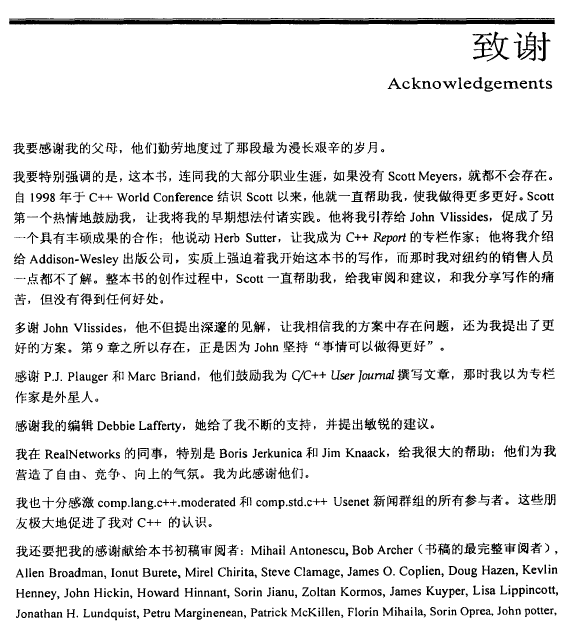 致谢
Acknowledgements
我要感谢我的父母，他们勤劳地度过了那段最为漫长艰辛的岁月。
我要特别强调的是，这本书，连同我的大部分职业生涯，如果没有 Scott Meyers，就都不会存在。
自 1998 年于 C++ World Conference 结识 Scott 以来，他就一直帮助我，使我做得更多更好。Scott
第一个热情地鼓励我，让我将我的早期想法付诸实践。他将我引荐给 John Vlissides，促成了另
一个具有丰硕成果的合作；他说动 Herb Sutter，让我成为 C++ Report 的专栏作家；他将我介绍
给 Addison-Wesley 出版公司，实质上强迫着我开始这本书的写作，而那时我对纽约的销售人员
一点都不了解。整本书的创作过程中，Scott 一直帮助我，给我审阅和建议，和我分享写作的痛
苦，但没有得到任何好处。
多谢 John Vlissides，他不但提出深邃的见解，让我相信我的方案中存在问题，还为我提出了更
好的方案。第 9 章之所以存在，正是因为 John 坚持“事情可以做得更好”。
感谢 P.J. Plauger 和 Marc Briand，他们鼓励我为 C/C++ User Journal 撰写文章，那时我以为专栏
作家是外星人。
感谢我的编辑 Debbie Lafferty，她给了我不断的支持，并提出敏锐的建议。
我在 RealNetworks 的同事，特别是 Boris Jerkunica 和 Jim Knaack，给我很大的帮助；他们为我
营造了自由、竞争、向上的气氛。我为此感谢他们。
我也十分感激 comp.lang.c++.moderated 和 comp.std.c++ Usenet 新闻群组的所有参与者。这些朋
友极大地促进了我对 C++ 的认识。
我还要把我的感谢献给本书初稿审阅者：Mihail Antonescu, Bob Archer（书稿的最完整审阅者）,
Allen Broadman, Ionut Burete, Mirel Chirita, Steve Clamage, James O. Coplien, Doug Hazen, Kevlin
Henney, John Hickin, Howard Hinnant, Sorin Jianu, Zoltan Kormos, James Kuyper, Lisa Lippincott,
Jonathan H. Lundquist, Petru Marginenean, Patrick McKillen, Florin Mihaila, Sorin Oprea, John potter,